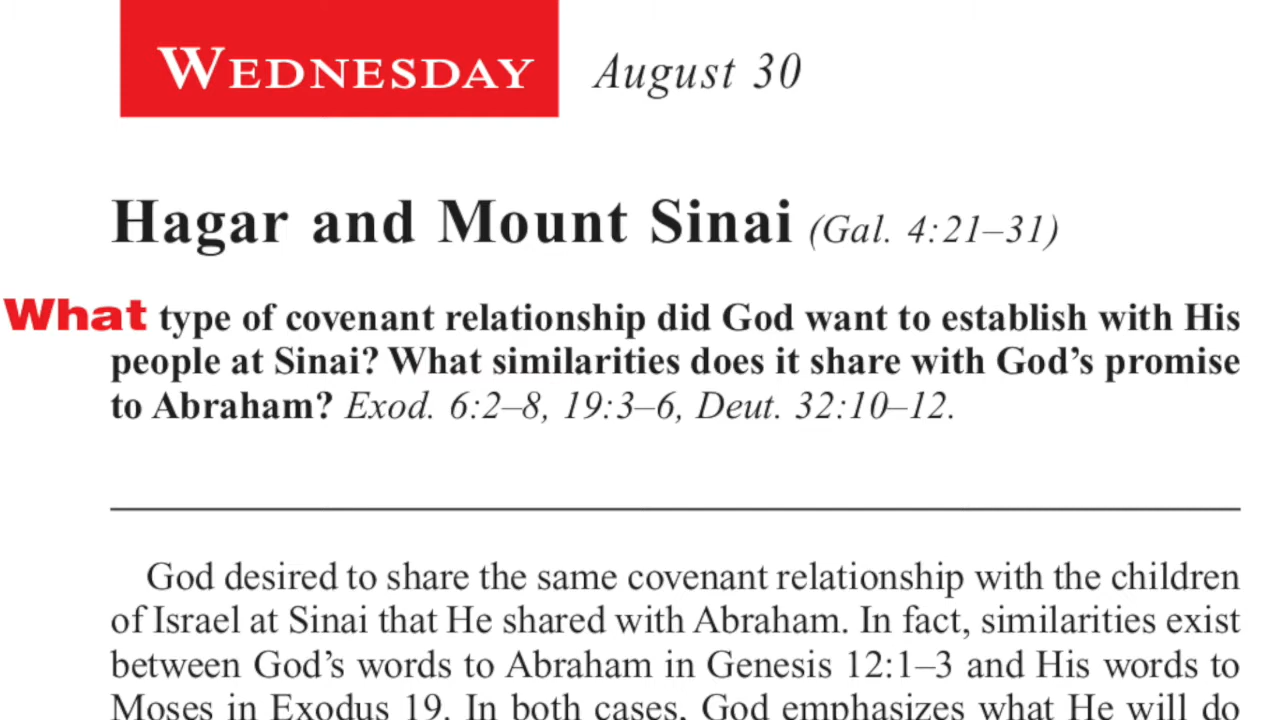 WEDNESDAY August 30
Hagar and Mount Sinai (Gal. 4:21–31)
What type of covenant relationship did God want to establish with His
people at Sinai? What similarities does it share with God’s promise
to Abraham? Exod. 6:2–8, 19:3–6, Deut. 32:10–12.
God desired to share the same covenant relationship with the children
of Israel at Sinai that He shared with Abraham. In fact, similarities exist
between God’s words to Abraham in Genesis 12:1–3 and His words to
Moses in Exodus 19. In both cases, God emphasizes what He will do